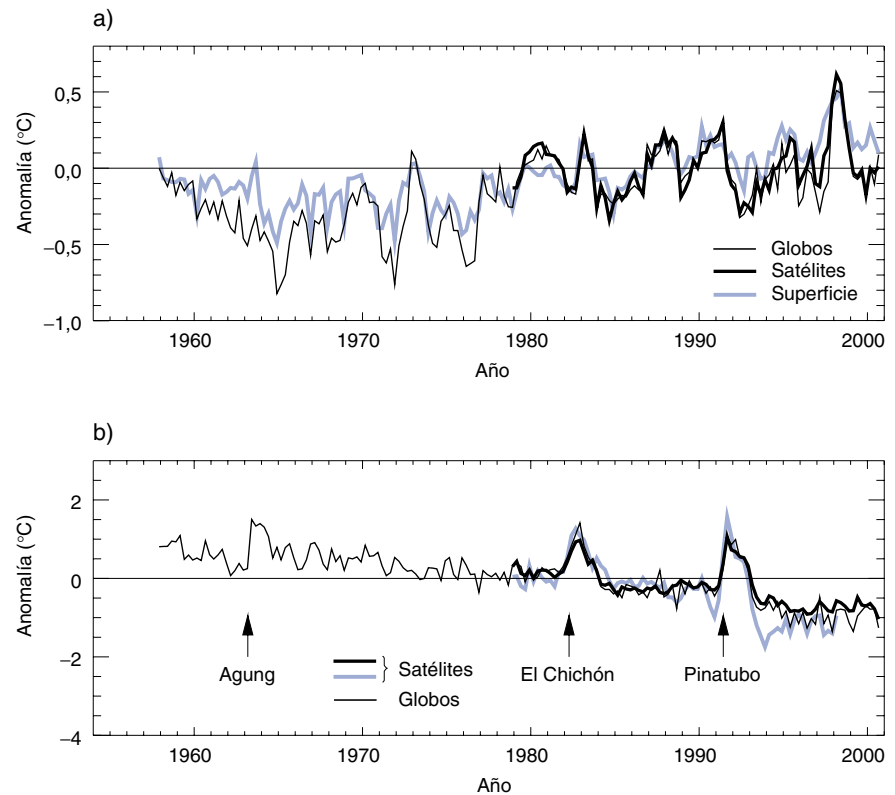 a)
Anomalía (°C)
0,5
0,0
−0,5
−1,0
Globos
Satélites
Superficie
1960 1970 1980 1990 2000
Año
b)
Anomalía (°C)
2
0
−2
−4
Agung
El Chichón
Pinatubo
Satélites
Globos
1960 1970 1980 1990 2000
Año